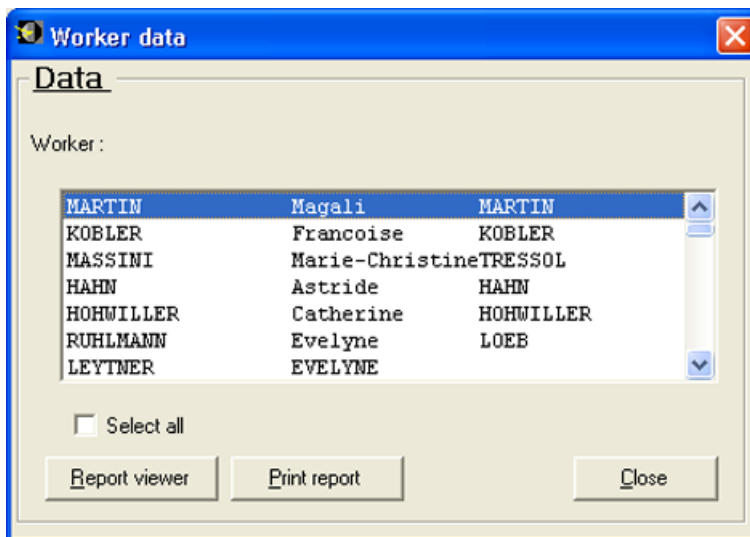 Worker data
Data
Worker :
MARTIN Magali MARTIN
KOBLER Francoise KOBLER
MASSINI Marie-ChristineTRESSOL
HAHN Astride HAHN
HOHWILLER Catherine HOHWILLER
RUHLMANN Evelyne LOEB
LEYTNER EVELYNE
Select all
Report viewer Print report Close